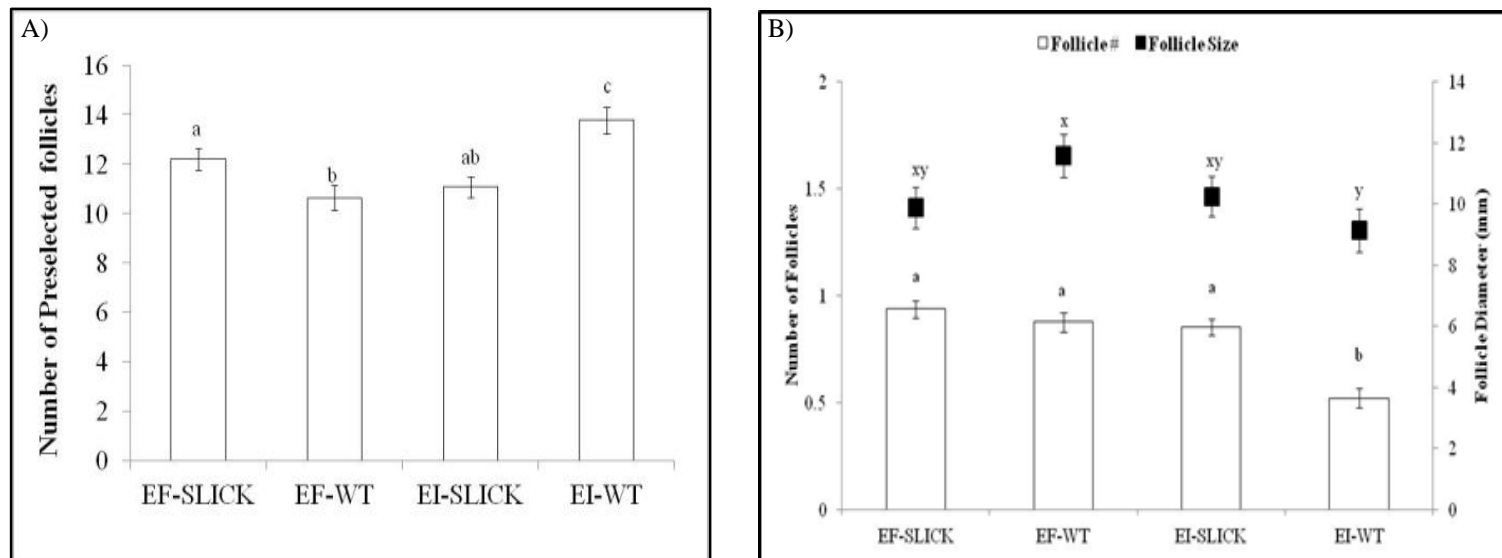 A)
Number of Preselected follicles
16
14
12
10
8
6
4
2
0
a
b
ab
c
EF-SLICK EF-WT EI-SLICK EI-WT
B)
Follicle # Follicle Size
Number of Follicles
2
1.5
1
0.5
0
xy
x
xy
y
a
a
a
b
EF-SLICK EF-WT EI-SLICK EI-WT
14
12
10
8
6
4
2
0
Follicle Diameter (mm)